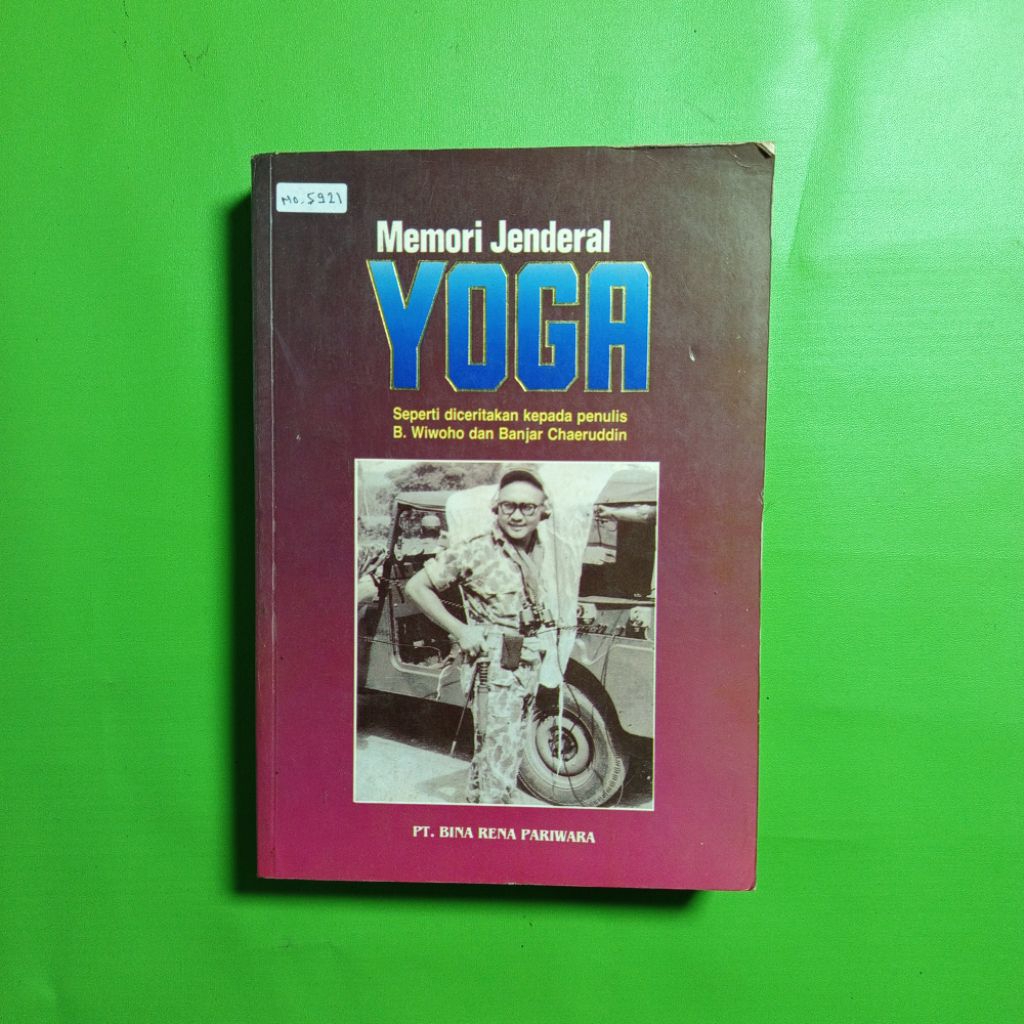 Mo. 5921
Memori Jenderal
YOGA
Seperti diceritakan kepada penulis
B. Wiwoho dan Banjar Chaeruddin
PT. BINA RENA PARIWARA